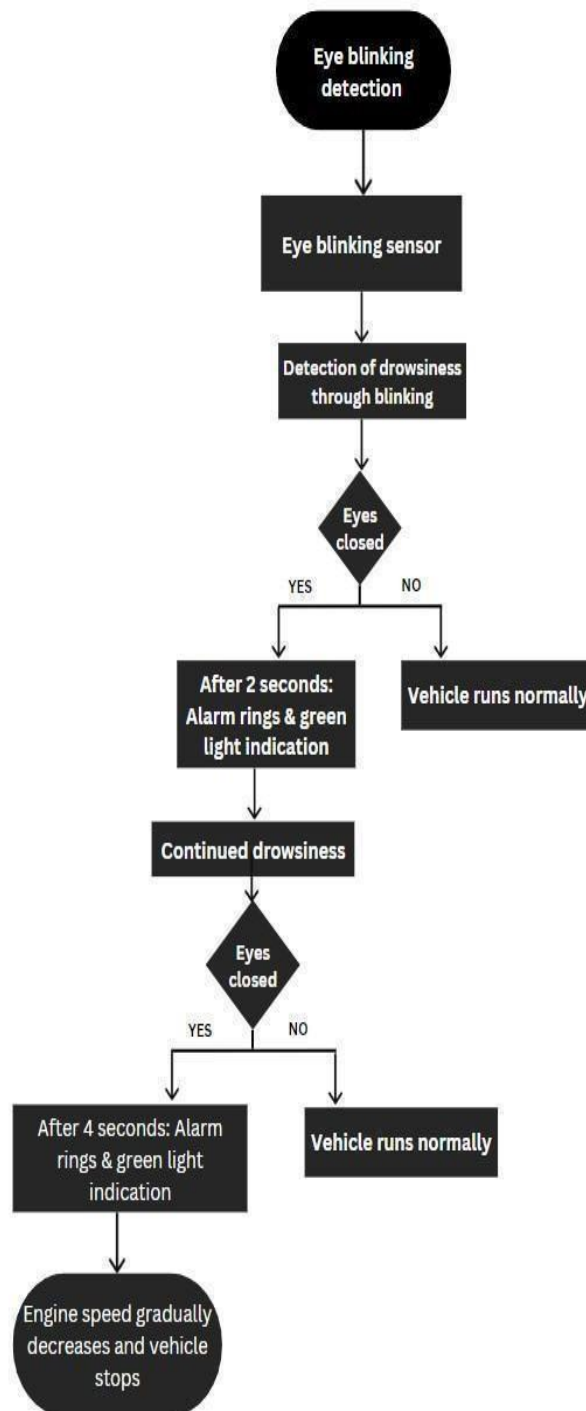 Eye blinking
detection
Eye blinking sensor
Detection of drowsiness
through blinking
Eyes
closed
YES
NO
After 2 seconds:
Alarm rings & green
light indication
Vehicle runs normally
Continued drowsiness
Eyes
closed
YES
NO
After 4 seconds: Alarm
rings & green light
indication
Vehicle runs normally
Engine speed gradually
decreases and vehicle
stops